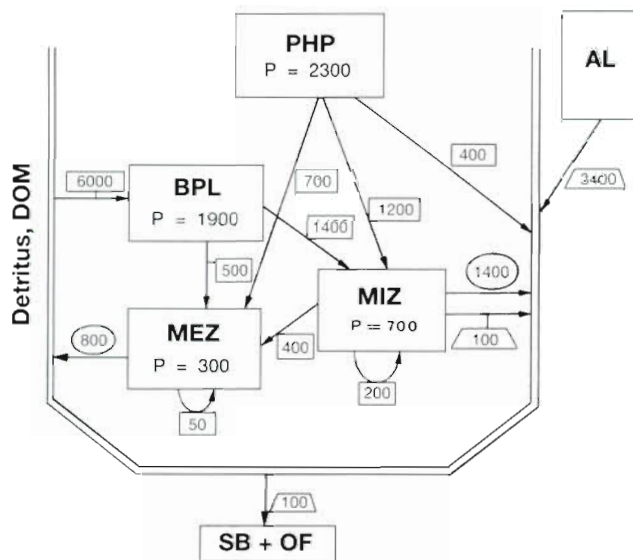 PHP
P = 2300
AL
400
3400
6000
BPL
P = 1900
700
1200
1400
500
Detritus, DOM
MIZ
P = 700
1400
100
MEZ
P = 300
800
400
200
50
100
SB + OF